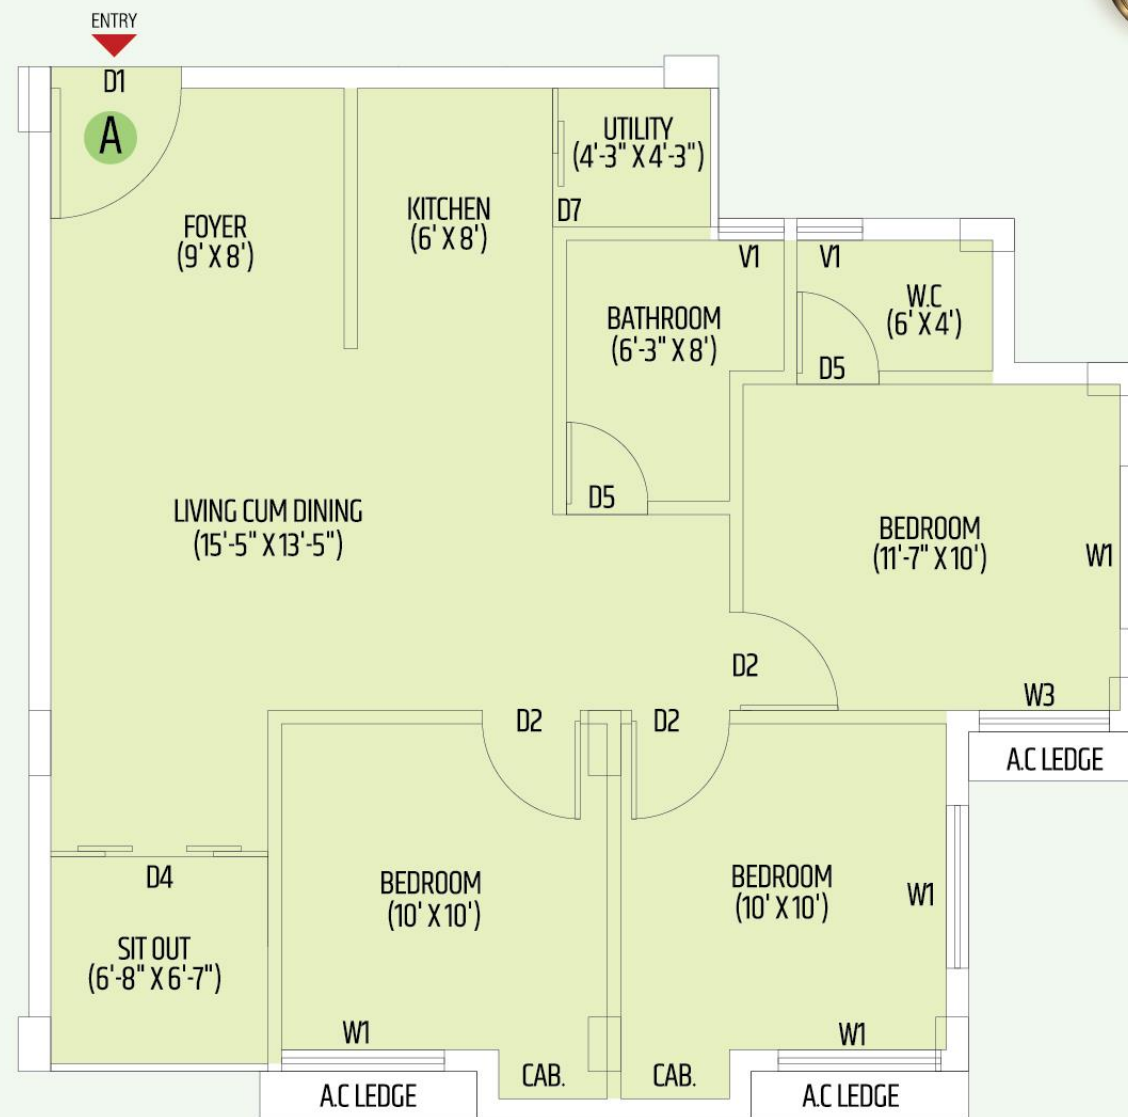 ENTRY
D1
A
UTILITY
(4'-3" X 4'-3")
D7
FOYER
(9' X 8')
KITCHEN
(6' X 8')
V1
V1
W.C
(6' X 4')
BATHROOM
(6'-3" X 8')
D5
D5
LIVING CUM DINING
(15'-5" X 13'-5")
BEDROOM
(11'-7" X 10')
W1
D2
W3
D2
D2
A.C LEDGE
D4
BEDROOM
(10' X 10')
BEDROOM
(10' X 10')
W1
SIT OUT
(6'-8" X 6'-7")
W1
W1
CAB.
CAB.
A.C LEDGE
A.C LEDGE